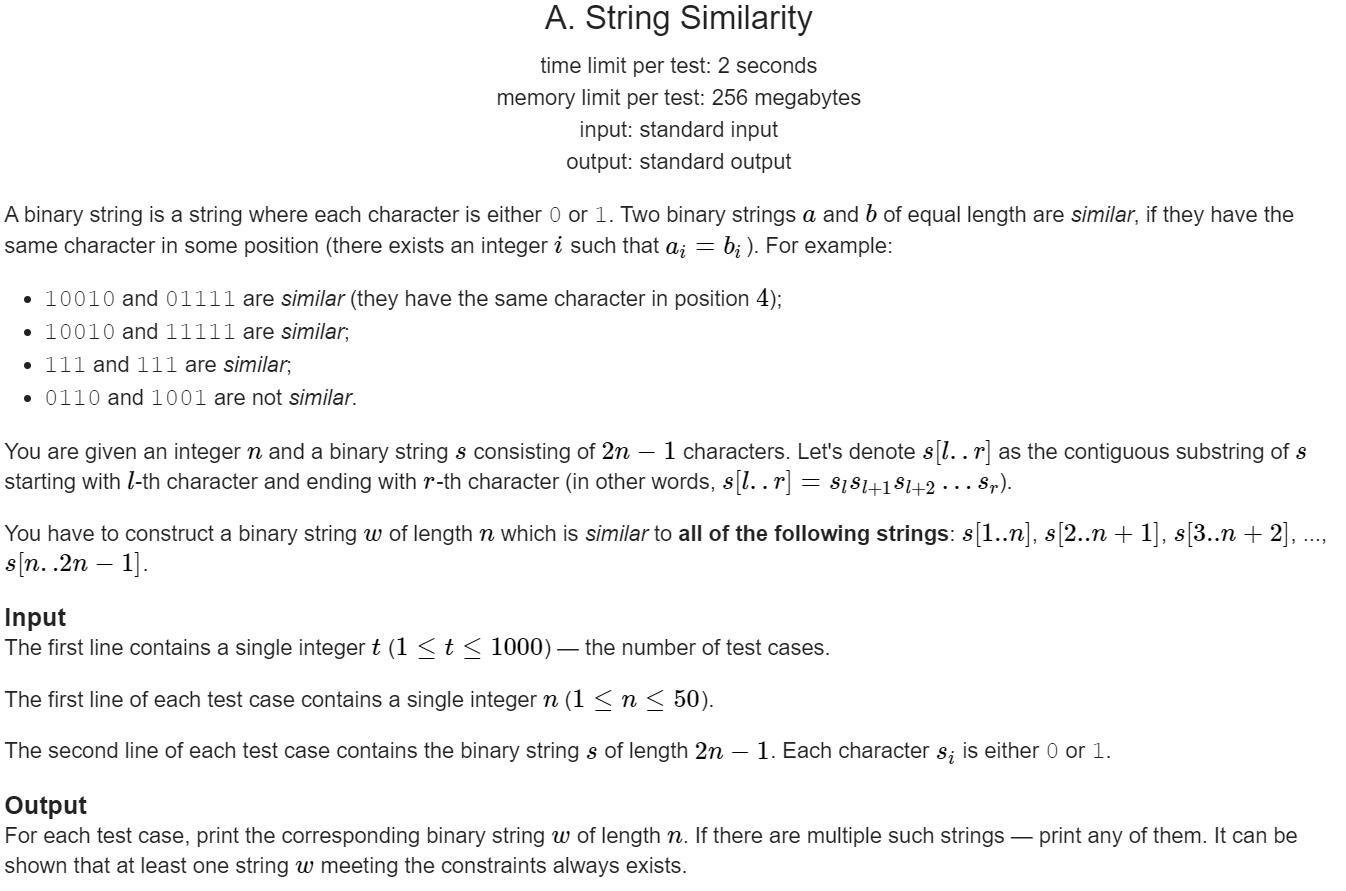 A. String Similarity
time limit per test: 2 seconds
memory limit per test: 256 megabytes
input: standard input
output: standard output
A binary string is a string where each character is either 0 or 1. Two binary strings a and b of equal length are similar, if they have the
same character in some position (there exists an integer i such that a_i = b_i ). For example:
• 10010 and 01111 are similar (they have the same character in position 4);
• 10010 and 11111 are similar;
• 111 and 111 are similar;
• 0110 and 1001 are not similar.
You are given an integer n and a binary string s consisting of 2n − 1 characters. Let's denote s[l..r] as the contiguous substring of s
starting with l-th character and ending with r-th character (in other words, s[l..r] = s_l s_{l+1} s_{l+2} ... s_r).
You have to construct a binary string w of length n which is similar to all of the following strings: s[1..n], s[2..n + 1], s[3..n + 2], ...,
s[n..2n − 1].
Input
The first line contains a single integer t (1 ≤ t ≤ 1000) — the number of test cases.
The first line of each test case contains a single integer n (1 ≤ n ≤ 50).
The second line of each test case contains the binary string s of length 2n − 1. Each character s_i is either 0 or 1.
Output
For each test case, print the corresponding binary string w of length n. If there are multiple such strings — print any of them. It can be
shown that at least one string w meeting the constraints always exists.